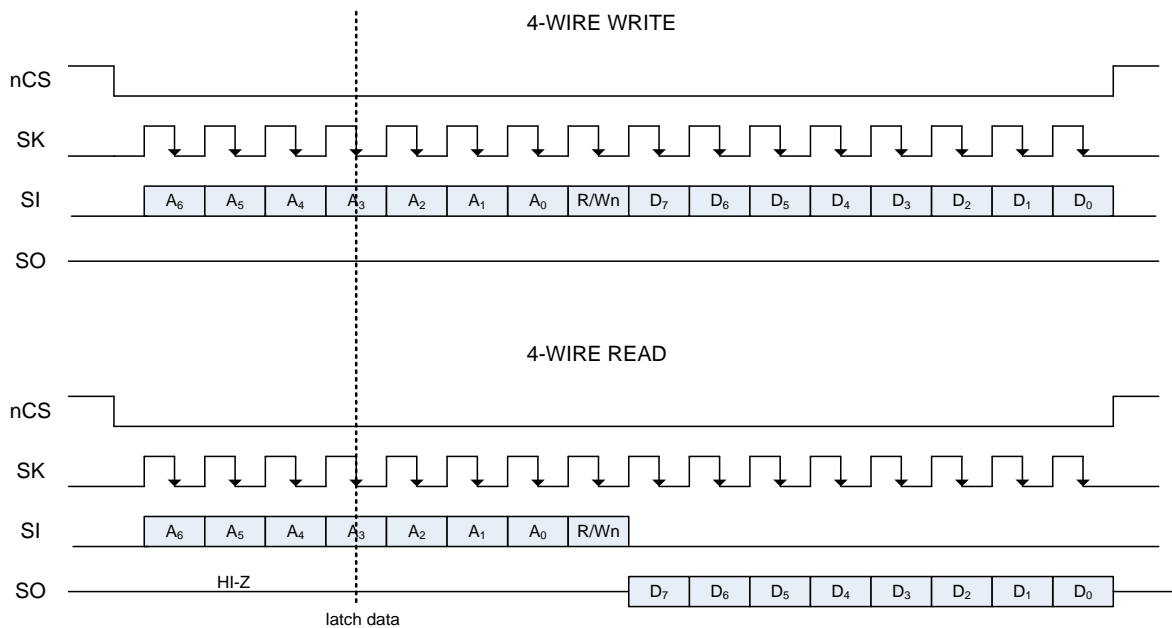 4-WIRE WRITE
nCS
SK
SI A6 A5 A4 A3 A2 A1 A0 R/Wn D7 D6 D5 D4 D3 D2 D1 D0
SO
4-WIRE READ
nCS
SK
SI A6 A5 A4 A3 A2 A1 A0 R/Wn
SO HI-Z D7 D6 D5 D4 D3 D2 D1 D0
latch data